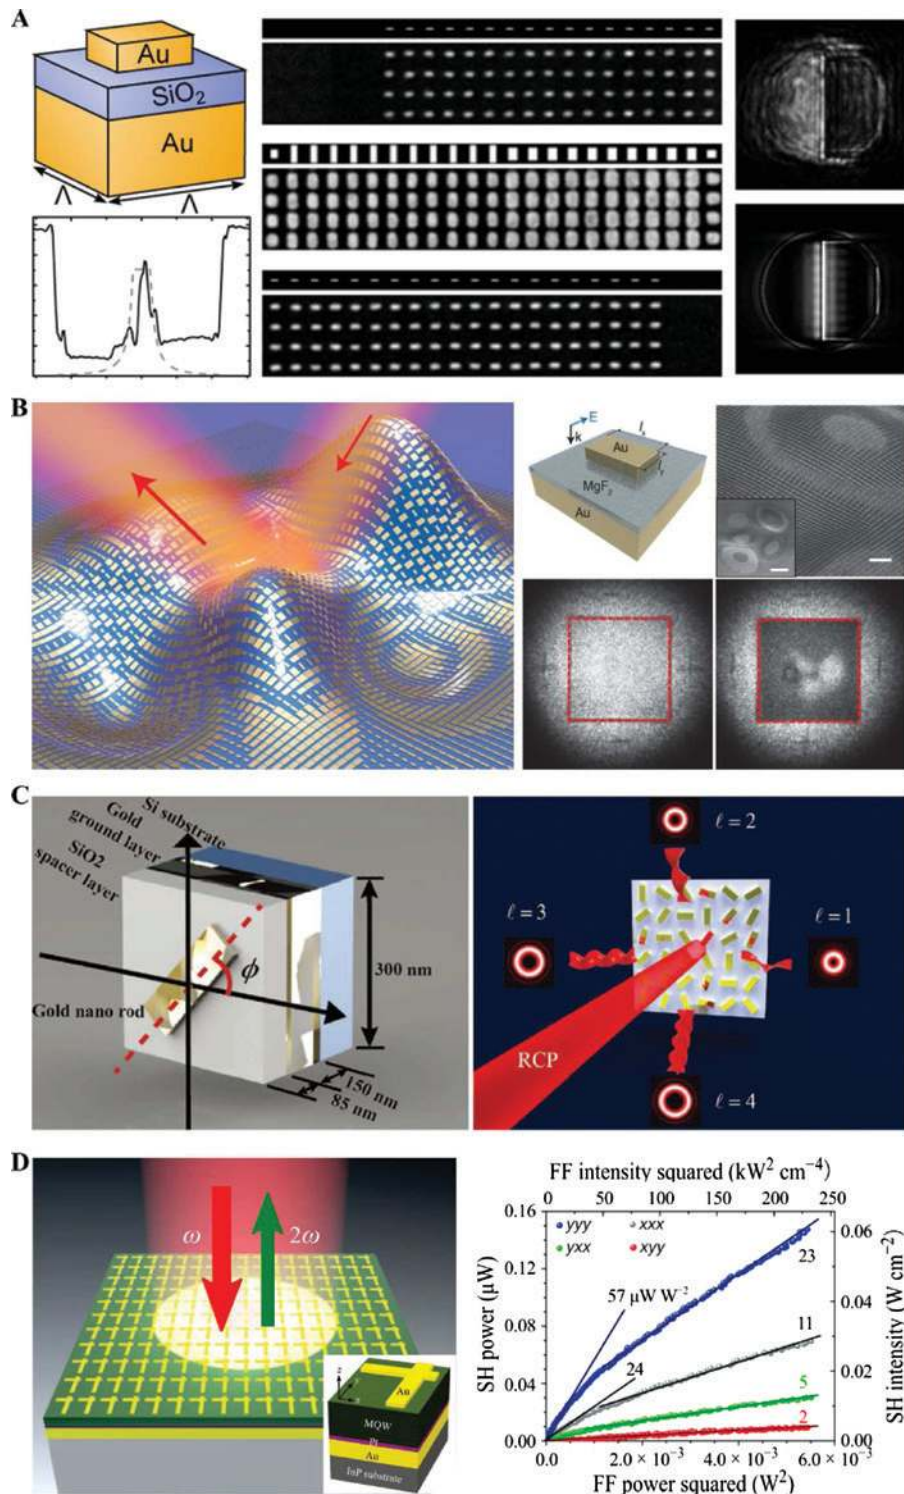 A
Au
SiO2
Au
Λ
Λ
B
E
k
lx
ly
Au
MgF2
Au
C
Si substrate
Gold
ground layer
SiO2
spacer layer
ϕ
300 nm
Gold nano rod
150 nm
85 nm
ℓ = 2
ℓ = 3
ℓ = 1
RCP
ℓ = 4
D
ω
2ω
z
Au
MQW
Pt
Au
InP substrate
FF intensity squared (kW² cm⁻⁴)
0 50 100 150 200 250
0.16
0.12
0.08
0.04
0.00
SH power (μW)
yyy
xxx
yxx
xyy
57 μW W⁻²
24
23
11
5
2
0.06
0.04
0.02
0.00
SH intensity (W cm⁻²)
0 2.0 × 10⁻³ 4.0 × 10⁻³ 6.0 × 10⁻³
FF power squared (W²)